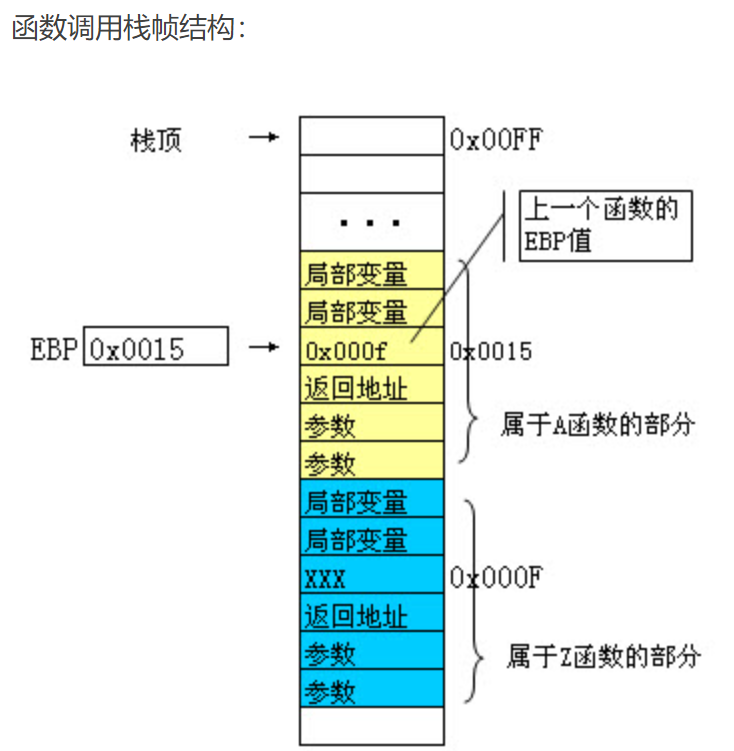 函数调用栈帧结构：
栈顶
0x00FF
上一个函数的
EBP值
...
局部变量
局部变量
EBP 0x0015
0x000f
0x0015
返回地址
参数
属于A函数的部分
参数
局部变量
局部变量
XXX
0x000F
返回地址
参数
属于Z函数的部分
参数